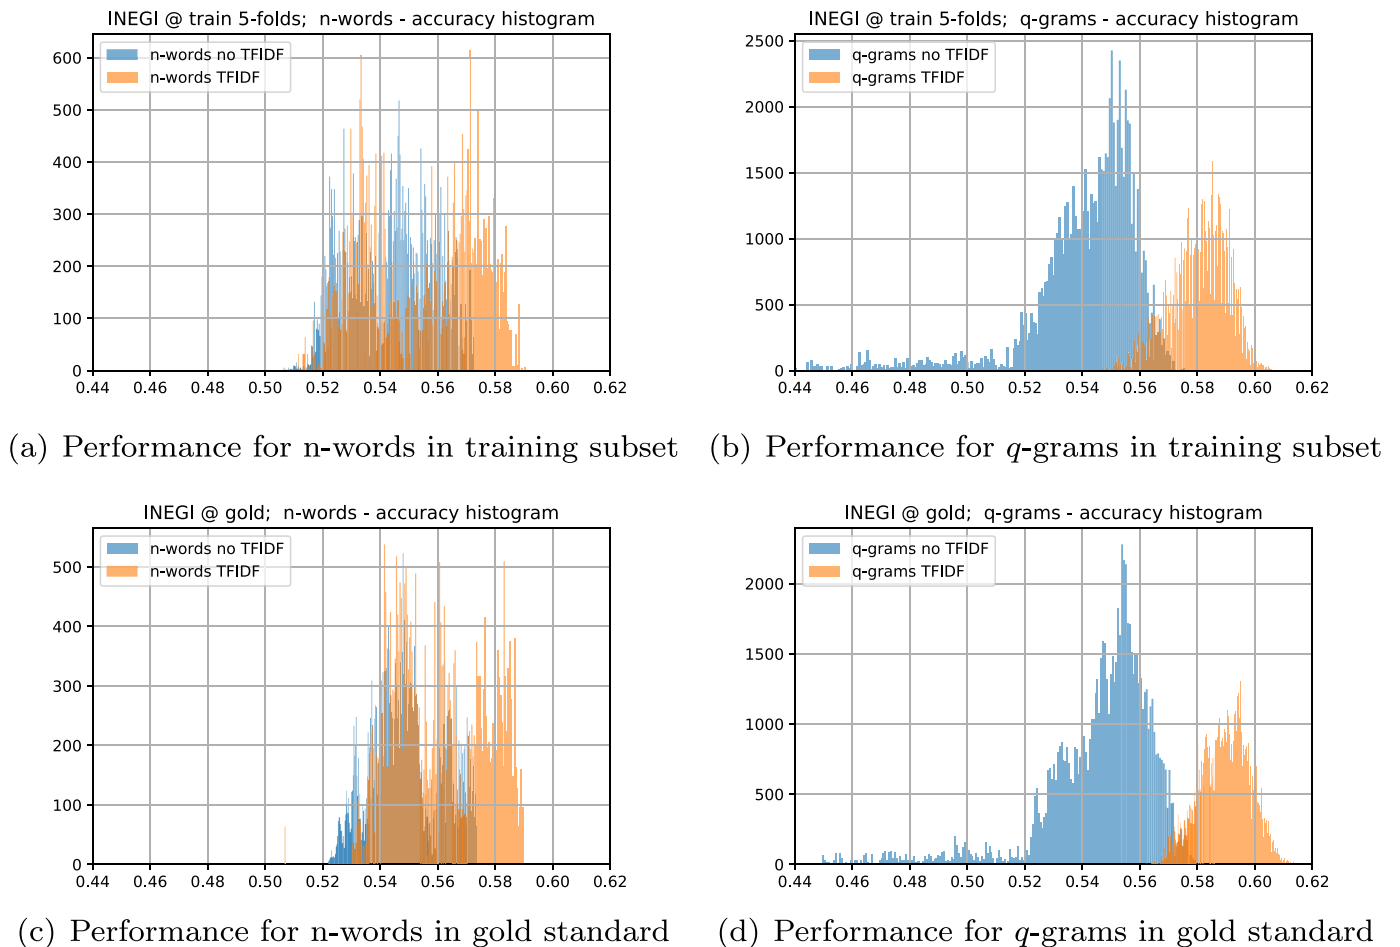 INEGI @ train 5-folds;  n-words - accuracy histogram
n-words no TFIDF
n-words TFIDF
600
500
400
300
200
100
0
0.44 0.46 0.48 0.50 0.52 0.54 0.56 0.58 0.60 0.62
(a) Performance for n-words in training subset
INEGI @ train 5-folds;  q-grams - accuracy histogram
q-grams no TFIDF
q-grams TFIDF
2500
2000
1500
1000
500
0
0.44 0.46 0.48 0.50 0.52 0.54 0.56 0.58 0.60 0.62
(b) Performance for q-grams in training subset
INEGI @ gold;  n-words - accuracy histogram
n-words no TFIDF
n-words TFIDF
500
400
300
200
100
0
0.44 0.46 0.48 0.50 0.52 0.54 0.56 0.58 0.60 0.62
(c) Performance for n-words in gold standard
INEGI @ gold;  q-grams - accuracy histogram
q-grams no TFIDF
q-grams TFIDF
2000
1500
1000
500
0
0.44 0.46 0.48 0.50 0.52 0.54 0.56 0.58 0.60 0.62
(d) Performance for q-grams in gold standard